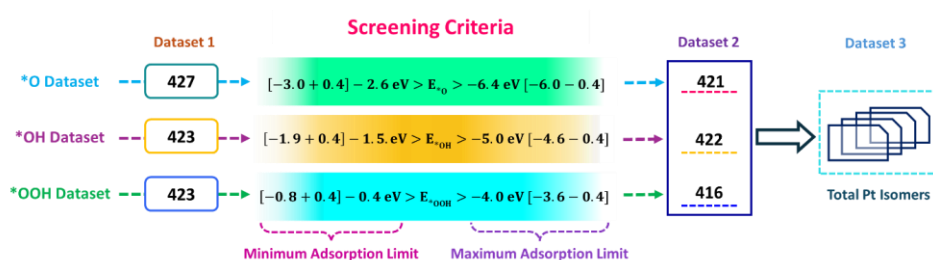 Screening Criteria
Dataset 1
Dataset 2
Dataset 3
*O Dataset
427
[−3.0 + 0.4] − 2.6 eV > E*O > −6.4 eV [−6.0 − 0.4]
421
*OH Dataset
423
[−1.9 + 0.4] − 1.5. eV > E*OH > −5.0 eV [−4.6 − 0.4]
422
*OOH Dataset
423
[−0.8 + 0.4] − 0.4 eV > E*OOH > −4.0 eV [−3.6 − 0.4]
416
Total Pt Isomers
Minimum Adsorption Limit
Maximum Adsorption Limit